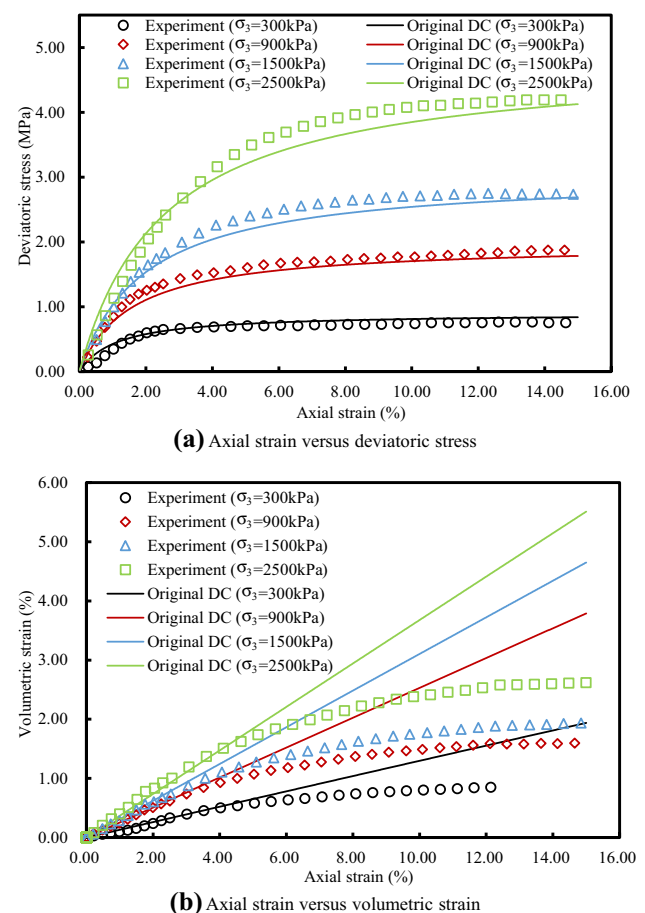 5.00
4.00
3.00
2.00
1.00
0.00
Deviatoric stress (MPa)
Experiment (σ3=300kPa)
Experiment (σ3=900kPa)
Experiment (σ3=1500kPa)
Experiment (σ3=2500kPa)
Original DC (σ3=300kPa)
Original DC (σ3=900kPa)
Original DC (σ3=1500kPa)
Original DC (σ3=2500kPa)
0.00 2.00 4.00 6.00 8.00 10.00 12.00 14.00 16.00
Axial strain (%)
(a) Axial strain versus deviatoric stress
6.00
5.00
4.00
3.00
2.00
1.00
0.00
Volumetric strain (%)
Experiment (σ3=300kPa)
Experiment (σ3=900kPa)
Experiment (σ3=1500kPa)
Experiment (σ3=2500kPa)
Original DC (σ3=300kPa)
Original DC (σ3=900kPa)
Original DC (σ3=1500kPa)
Original DC (σ3=2500kPa)
0.00 2.00 4.00 6.00 8.00 10.00 12.00 14.00 16.00
Axial strain (%)
(b) Axial strain versus volumetric strain